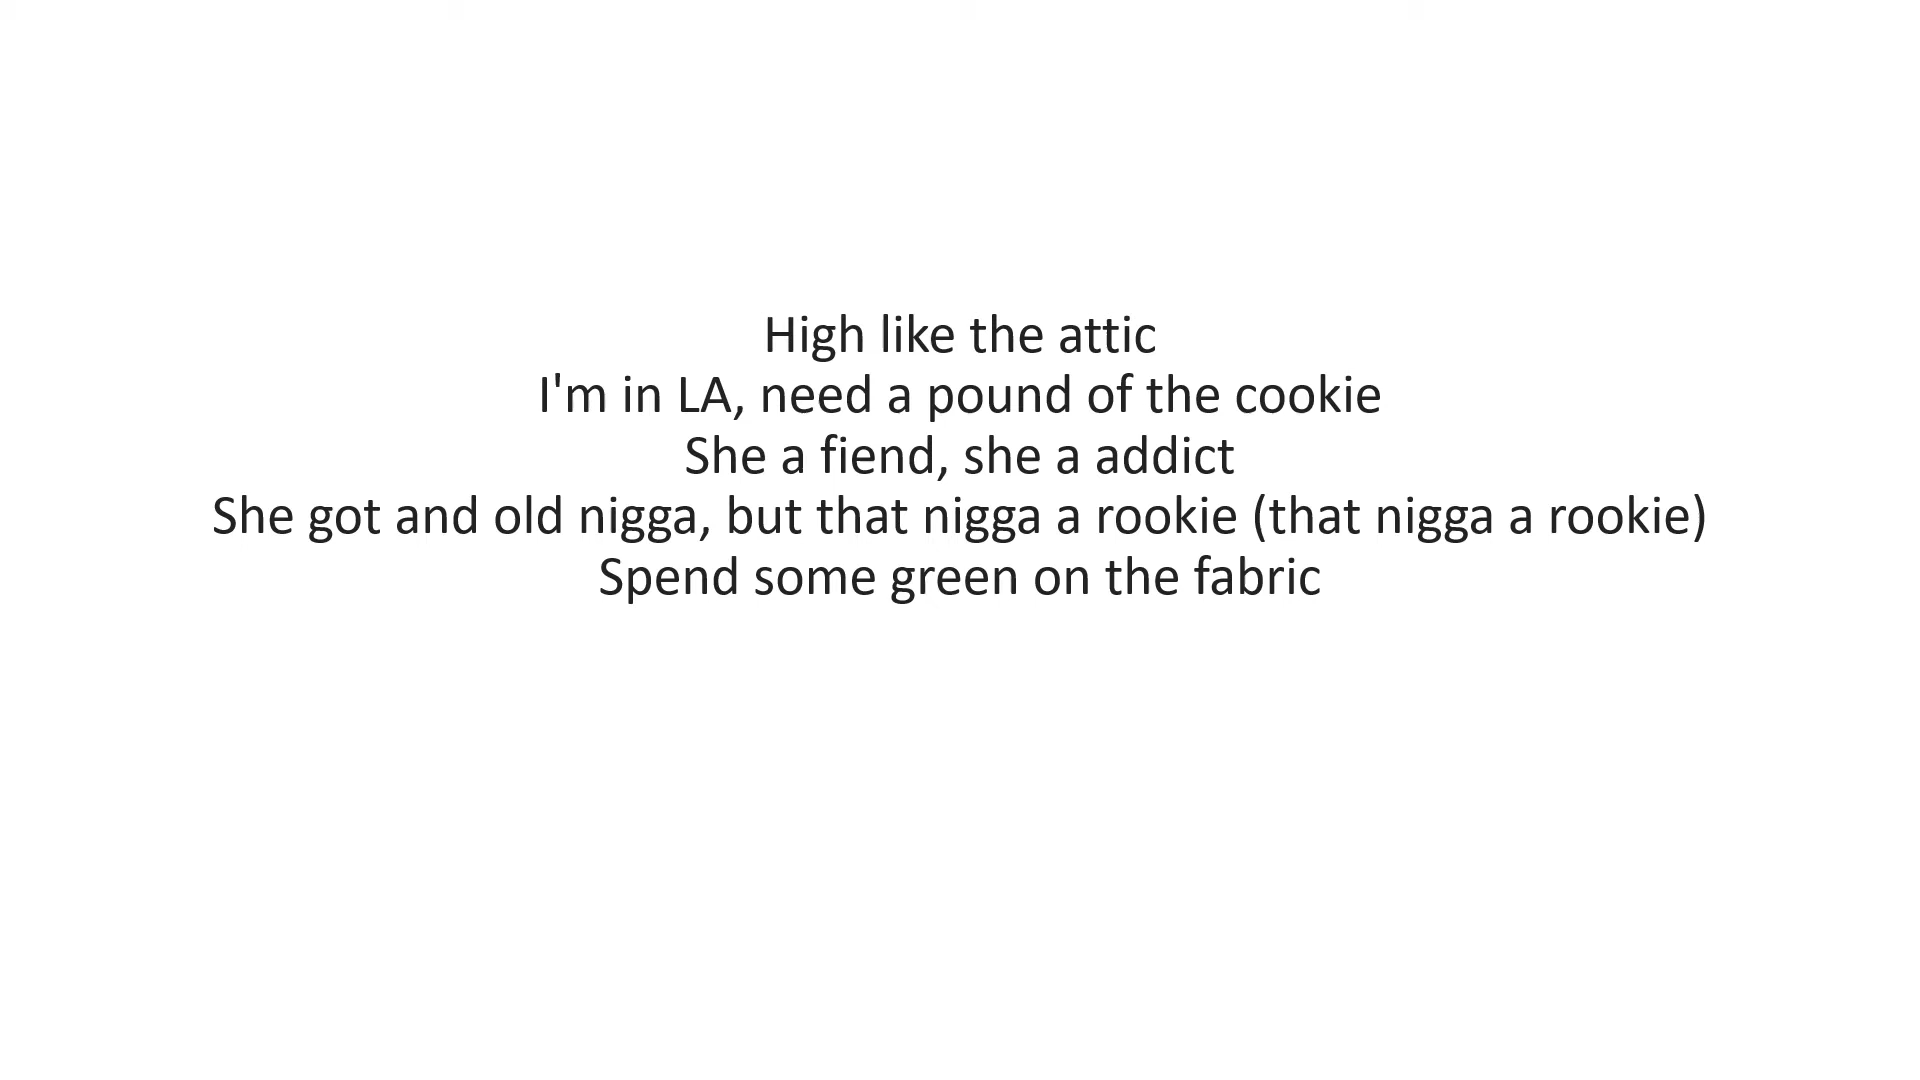 High like the attic
I'm in LA, need a pound of the cookie
She a fiend, she a addict
She got and old nigga, but that nigga a rookie (that nigga a rookie)
Spend some green on the fabric